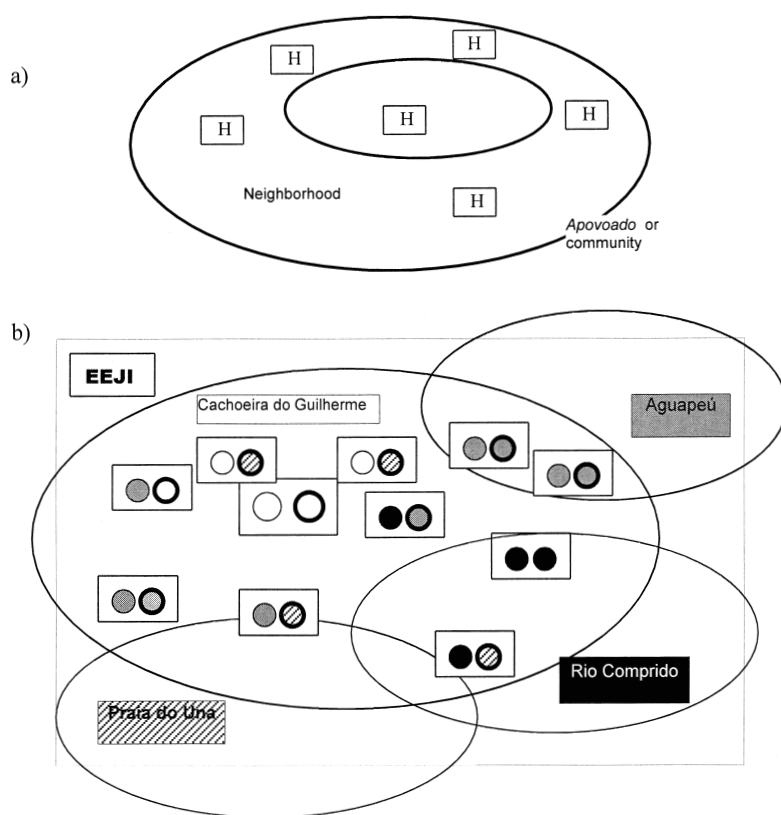 a)
H
H
H
H
H
H
Neighborhood
Apovoado or
community
b)
EEJI
Cachoeira do Guilherme
Aguapeú
Rio Comprido
Praia do Una